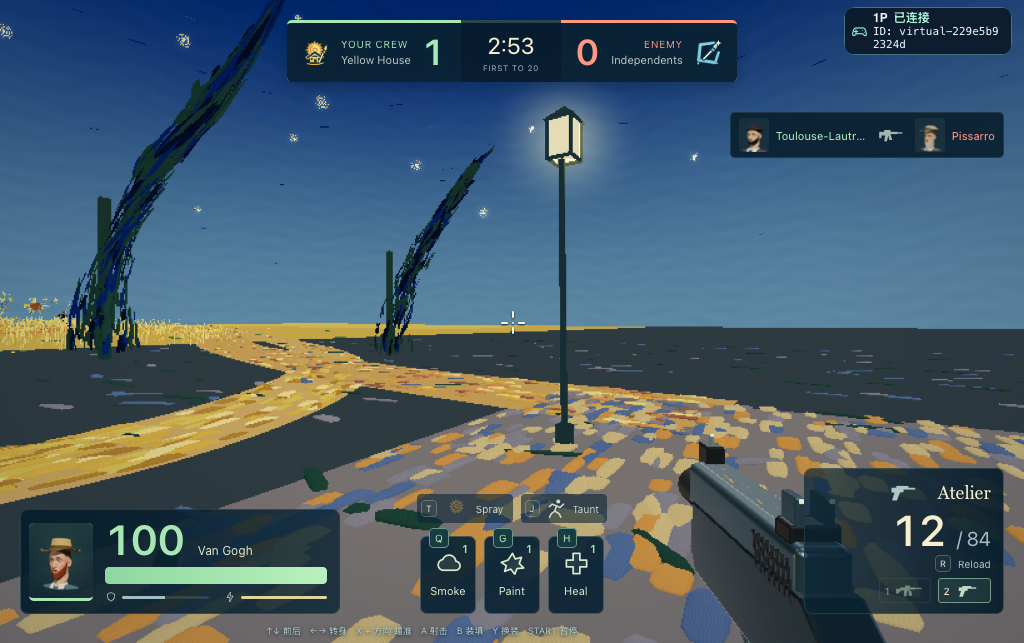 YOUR CREW
Yellow House
1
2:53
FIRST TO 20
0
ENEMY
Independents
1P 已连接
ID: virtual-229e5b9
2324d
Toulouse-Lautr...
Pissarro
100
Van Gogh
T
Spray
J
Taunt
Q
1
Smoke
G
1
Paint
H
1
Heal
Atelier
12 / 84
R
Reload
1
2
↑↓ 前后 ←→ 转身 X + 方向 瞄准 A 射击 B 装填 Y 换装 START 暂停